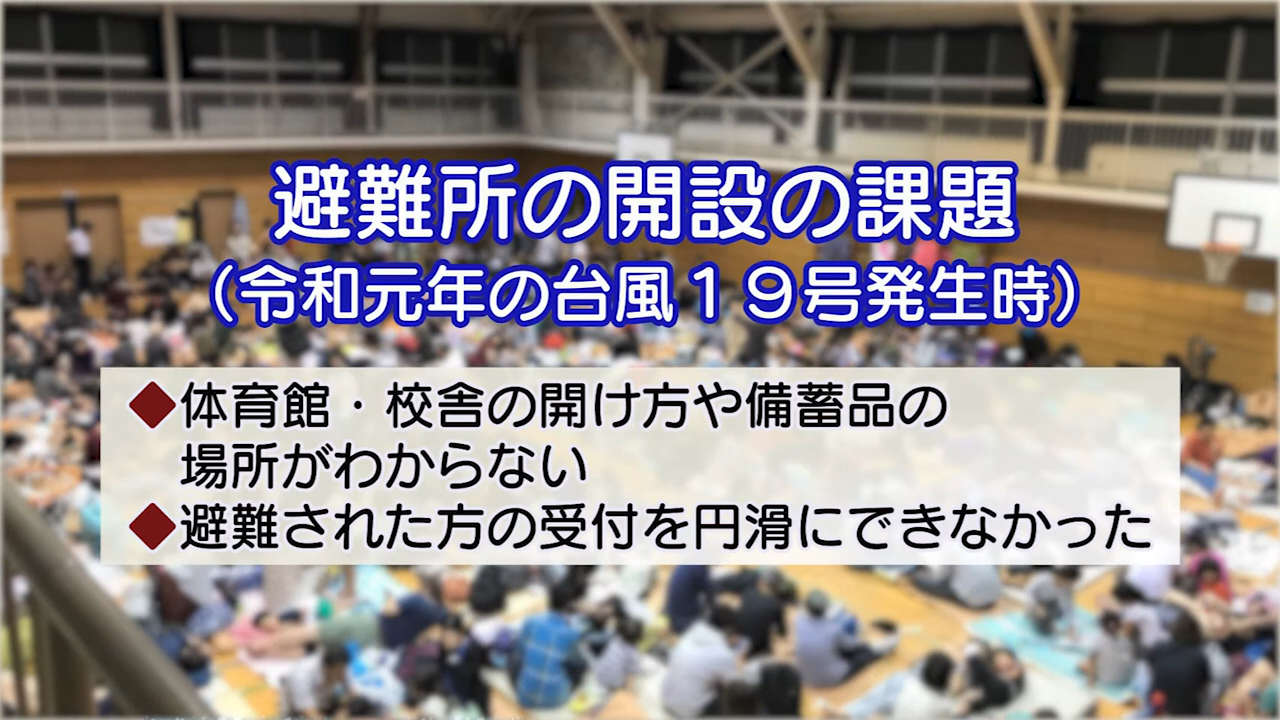 避難所の開設の課題
（令和元年の台風１９号発生時）
◆体育館・校舎の開け方や備蓄品の
場所がわからない
◆避難された方の受付を円滑にできなかった